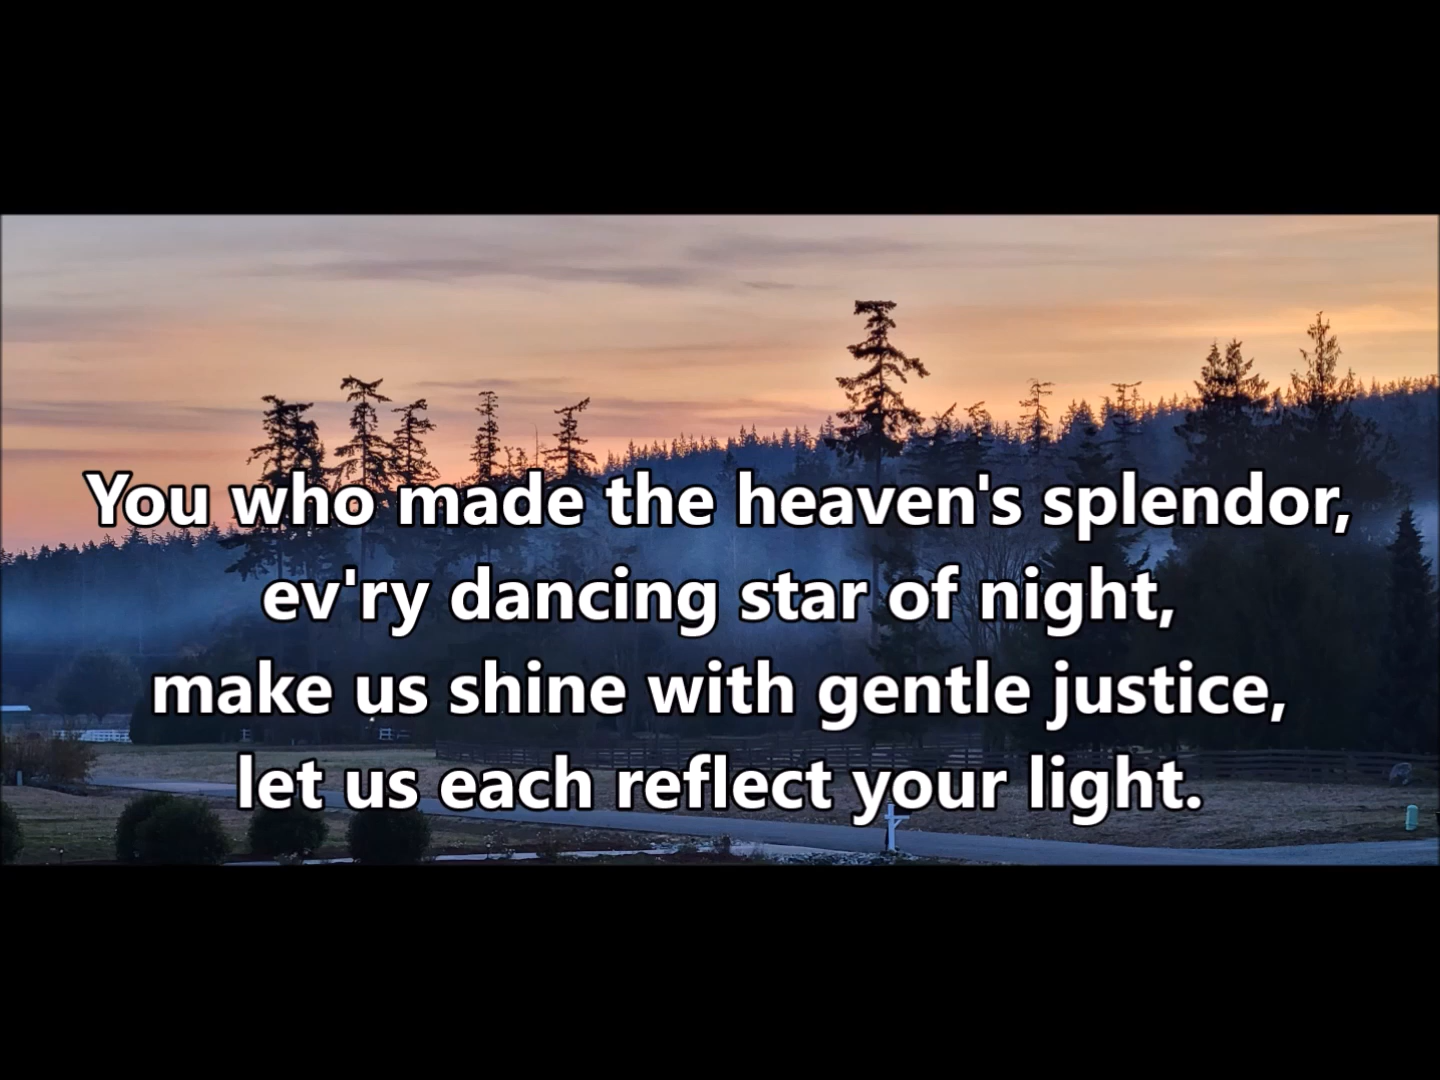 You who made the heaven's splendor,
ev'ry dancing star of night,
make us shine with gentle justice,
let us each reflect your light.